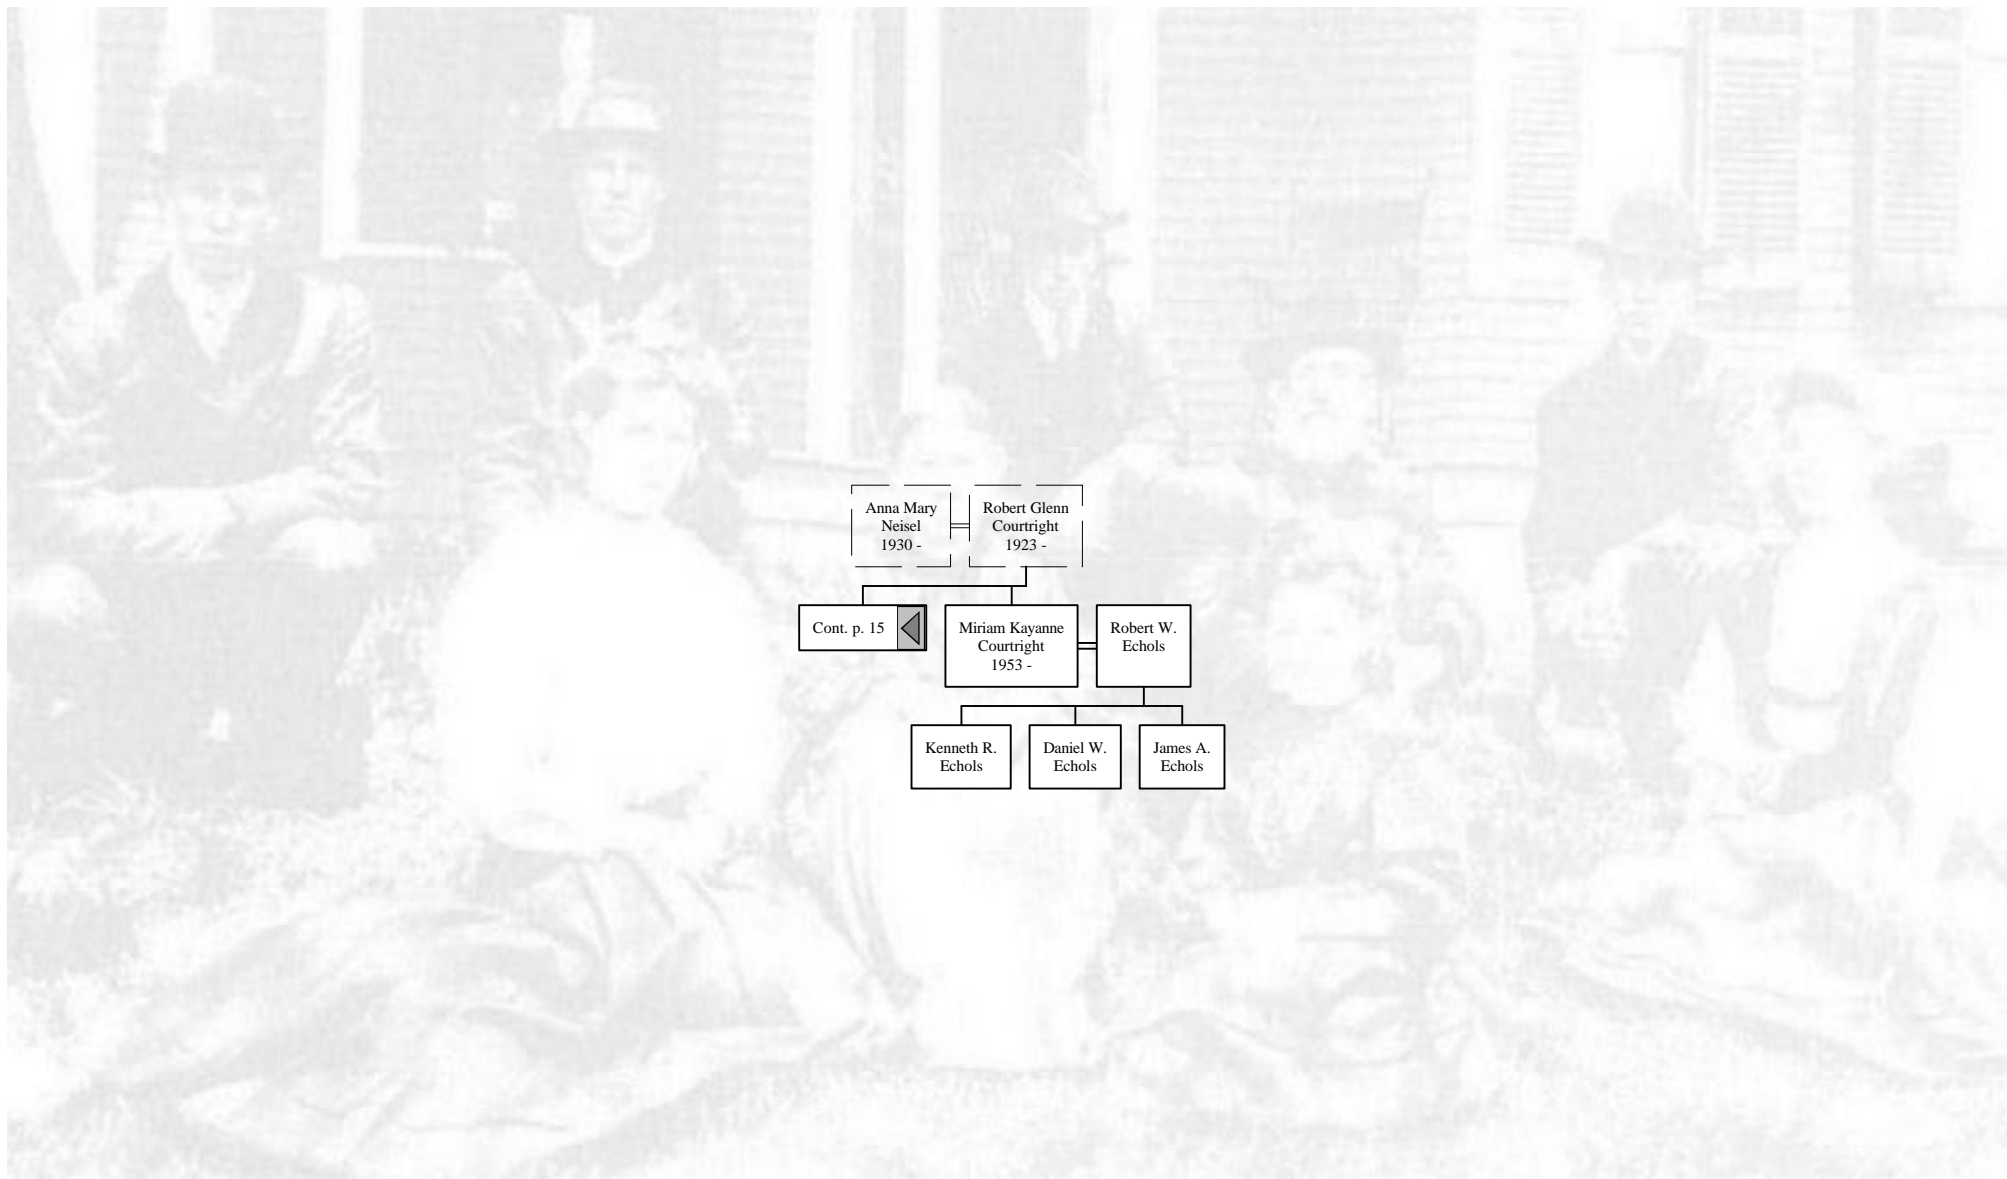 Anna Mary
Neisel
1930 -
Robert Glenn
Courtright
1923 -
Cont. p. 15
Miriam Kayanne
Courtright
1953 -
Robert W.
Echols
Kenneth R.
Echols
Daniel W.
Echols
James A.
Echols